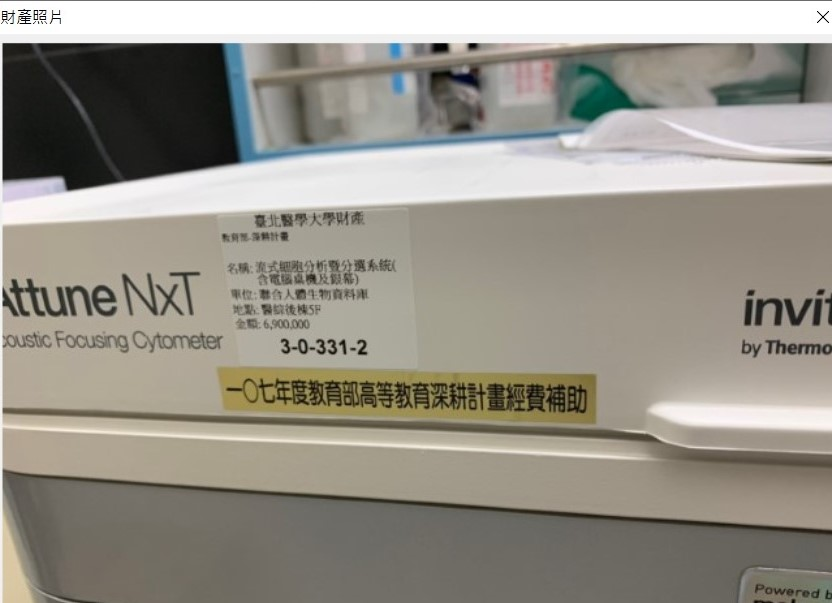 財產照片
臺北醫學大學財產
教育部-深耕計畫
名稱: 流式細胞分析暨分選系統(
含電腦桌機及銀幕)
單位: 聯合人體生物資料庫
地點: 醫綜後棟5F
金額: 6,900,000
3-0-331-2
一〇七年度教育部高等教育深耕計畫經費補助
Attune NxT
coustic Focusing Cytometer
invit
by Thermo
Powered b